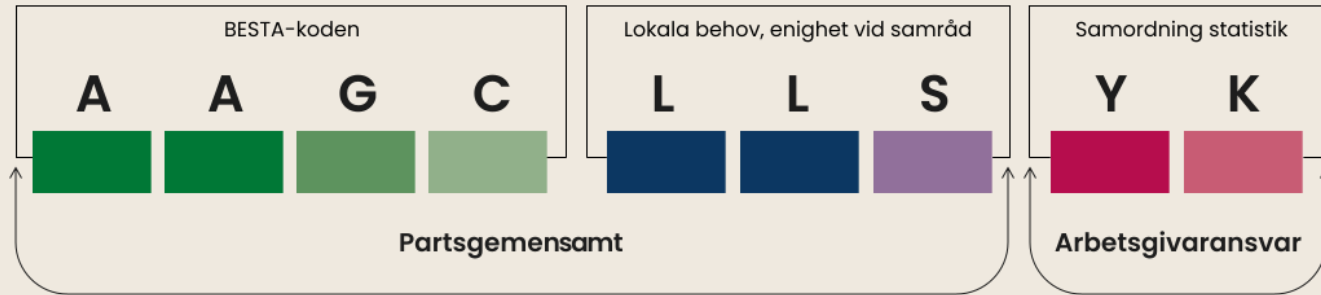 BESTA-koden
Lokala behov, enighet vid samråd
Samordning statistik
A A G C L L S Y K
Partsgemensamt
Arbetsgivaransvar